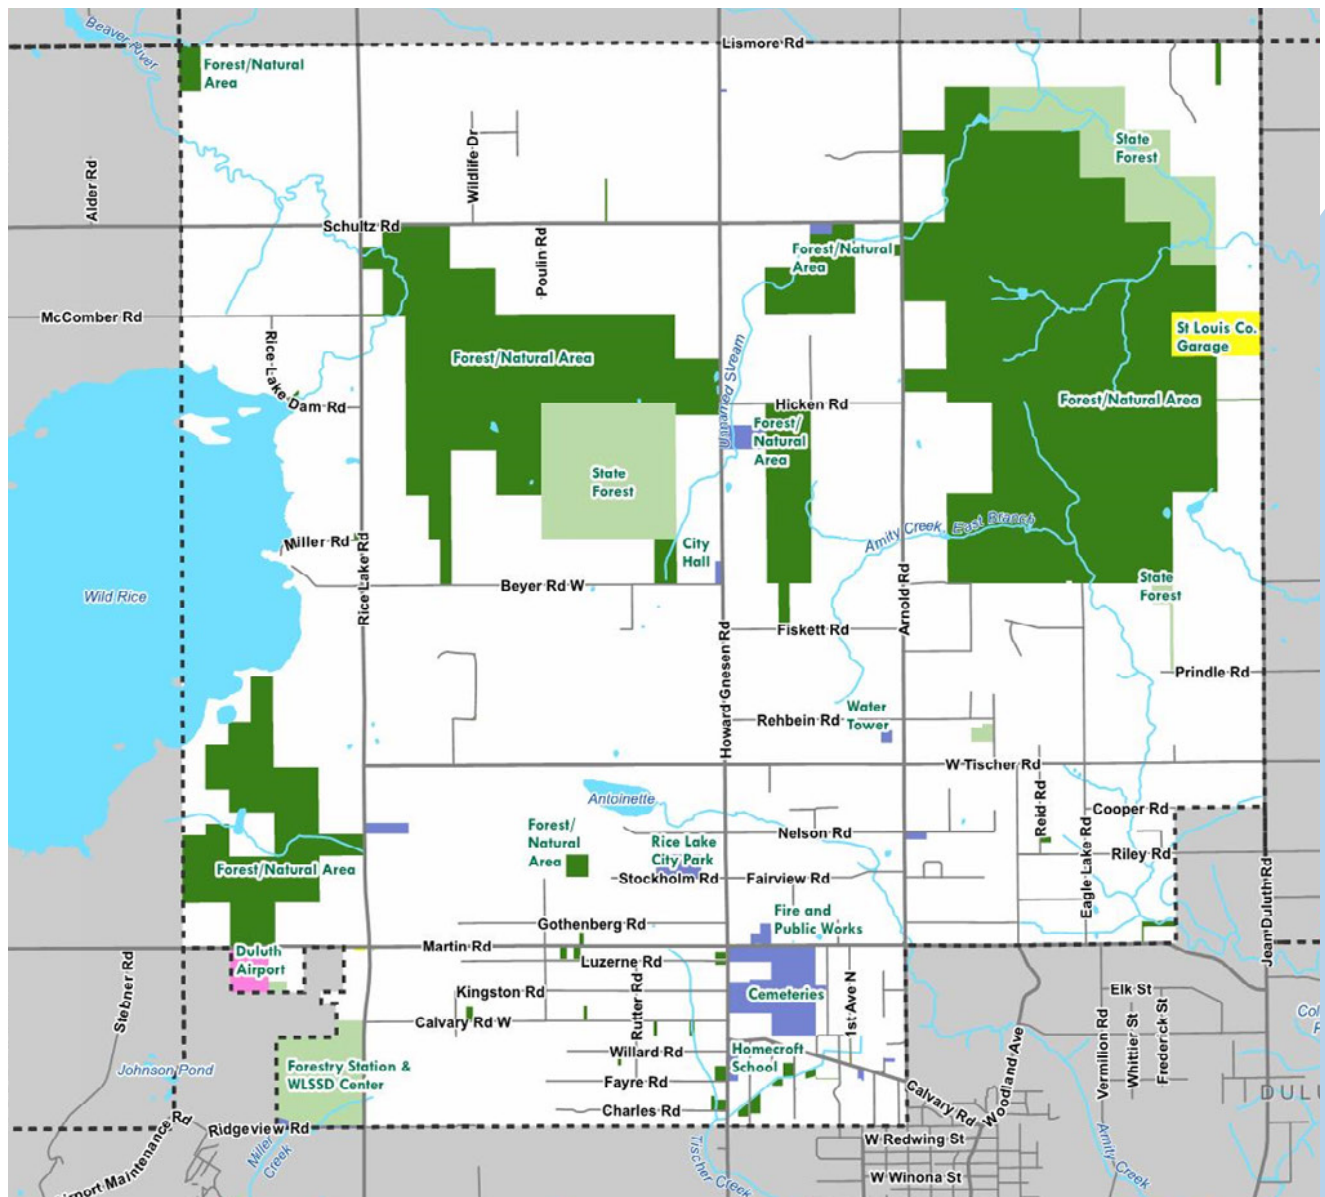 Lismore Rd
Beaver River
Forest/Natural
Area
State
Forest
Wildlife Dr
Alder Rd
Schultz Rd
Poulin Rd
Forest/Natural
Area
McComber Rd
St Louis Co.
Garage
Rice Lake Dam Rd
Forest/Natural Area
Unnamed Stream
Forest/Natural Area
Hicken Rd
Forest/
Natural
Area
State
Forest
Amity Creek, East Branch
Miller Rd
Rice Lake Rd
City
Hall
Beyer Rd W
Arnold Rd
State
Forest
Wild Rice
Howard Gnesen Rd
Fiskett Rd
Prindle Rd
Rehbein Rd
Water
Tower
W Tischer Rd
Antoinette
Reid Rd
Cooper Rd
Nelson Rd
Forest/
Natural
Area
Rice Lake
City Park
Eagle Lake Rd
Riley Rd
Forest/Natural Area
Stockholm Rd
Fairview Rd
Jean Duluth Rd
Gothenberg Rd
Fire and
Public Works
Martin Rd
Duluth
Airport
Luzerne Rd
Stebner Rd
Kingston Rd
Rutter Rd
Cemeteries
1st Ave N
Elk St
Calvary Rd W
Vermilion Rd
Whittier St
Frederick St
Willard Rd
Homecroft
School
Forestry Station &
WLSSD Center
Johnson Pond
Fayre Rd
Calvary Rd
Woodland Ave
Charles Rd
Ridgeview Rd
Miller
Creek
Tischer Creek
Amity Creek
W Redwing St
W Winona St